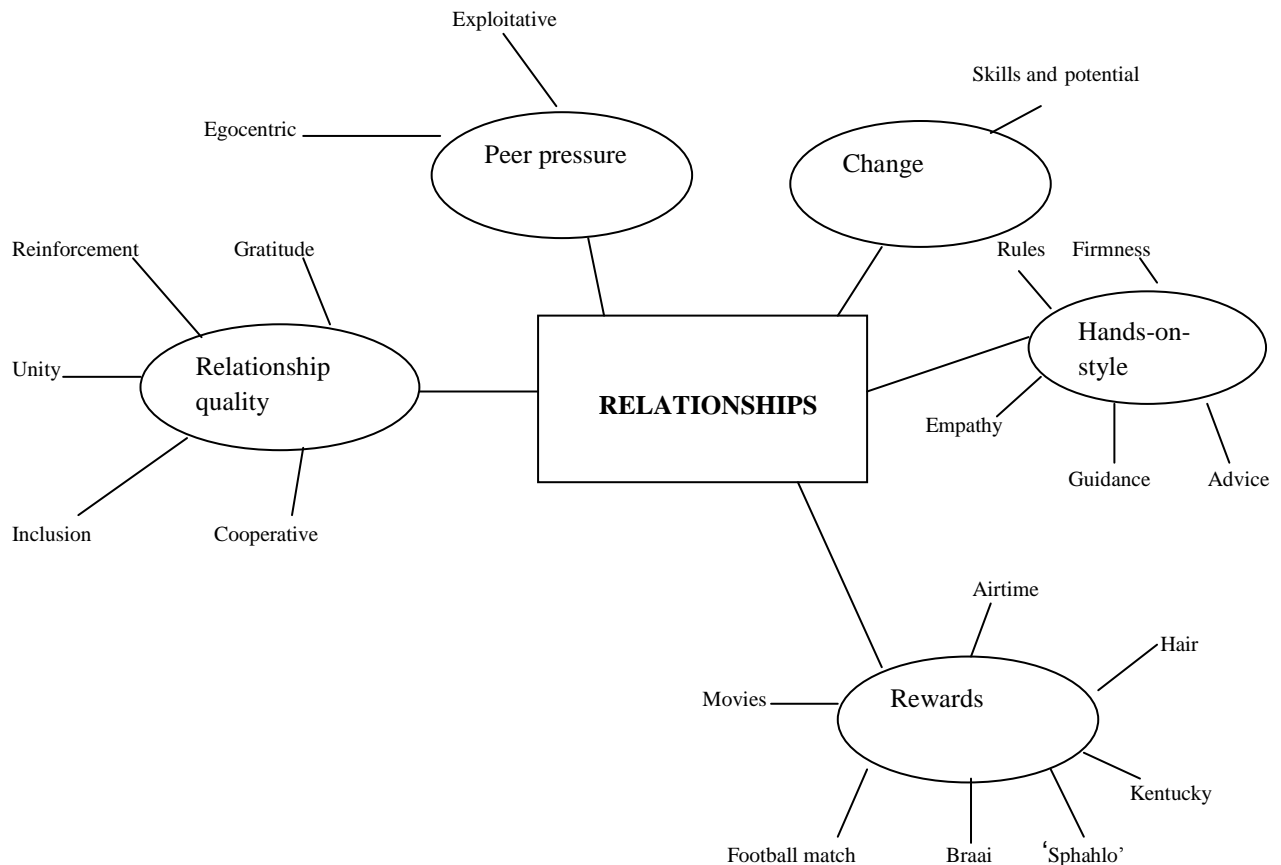 Exploitative
Skills and potential
Egocentric
Peer pressure
Change
Reinforcement
Gratitude
Rules
Firmness
Unity
Relationship
quality
RELATIONSHIPS
Hands-on-
style
Empathy
Guidance
Advice
Inclusion
Cooperative
Airtime
Hair
Movies
Rewards
Kentucky
Football match
Braai
‘Sphahlo’